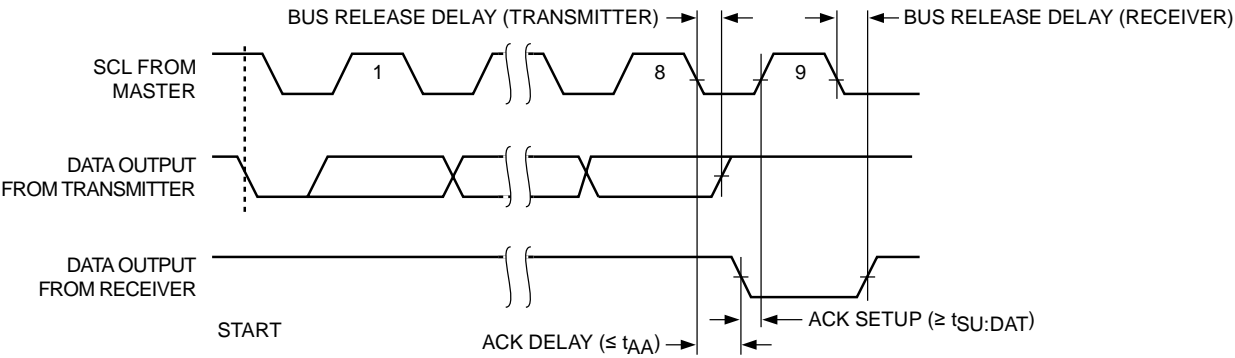 BUS RELEASE DELAY (TRANSMITTER)
BUS RELEASE DELAY (RECEIVER)
SCL FROM
MASTER
1
8
9
DATA OUTPUT
FROM TRANSMITTER
DATA OUTPUT
FROM RECEIVER
START
ACK SETUP (≥ tSU:DAT)
ACK DELAY (≤ tAA)